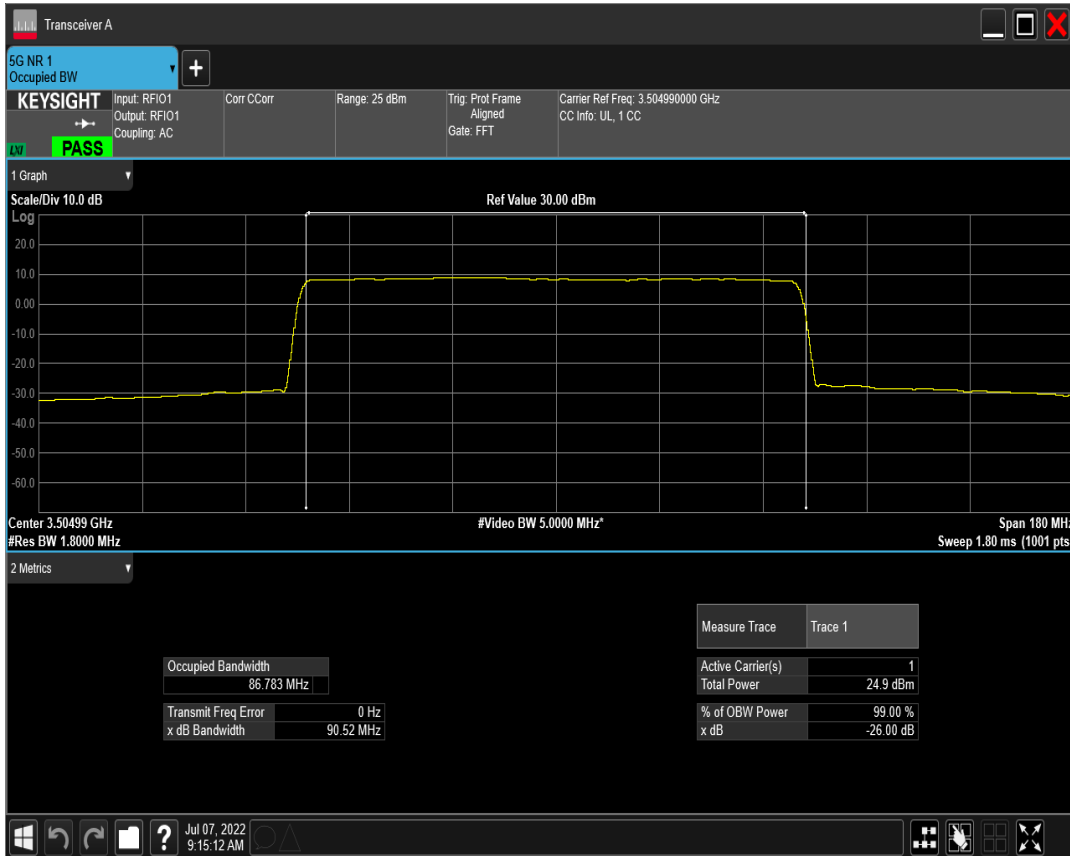 Transceiver A
5G NR 1
Occupied BW
+
KEYSIGHT
LXI
PASS
Input: RFIO1
Output: RFIO1
Coupling: AC
Corr CCorr
Range: 25 dBm
Trig: Prot Frame
Aligned
Gate: FFT
Carrier Ref Freq: 3.504990000 GHz
CC Info: UL, 1 CC
1 Graph
Scale/Div 10.0 dB
Ref Value 30.00 dBm
Log
20.0
10.0
0.00
-10.0
-20.0
-30.0
-40.0
-50.0
-60.0
Center 3.50499 GHz
#Video BW 5.0000 MHz*
Span 180 MHz
#Res BW 1.8000 MHz
Sweep 1.80 ms (1001 pts
2 Metrics
Measure Trace Trace 1
Occupied Bandwidth
86.783 MHz
Active Carrier(s) 1
Total Power 24.9 dBm
Transmit Freq Error 0 Hz
x dB Bandwidth 90.52 MHz
% of OBW Power 99.00 %
x dB -26.00 dB
?
Jul 07, 2022
9:15:12 AM